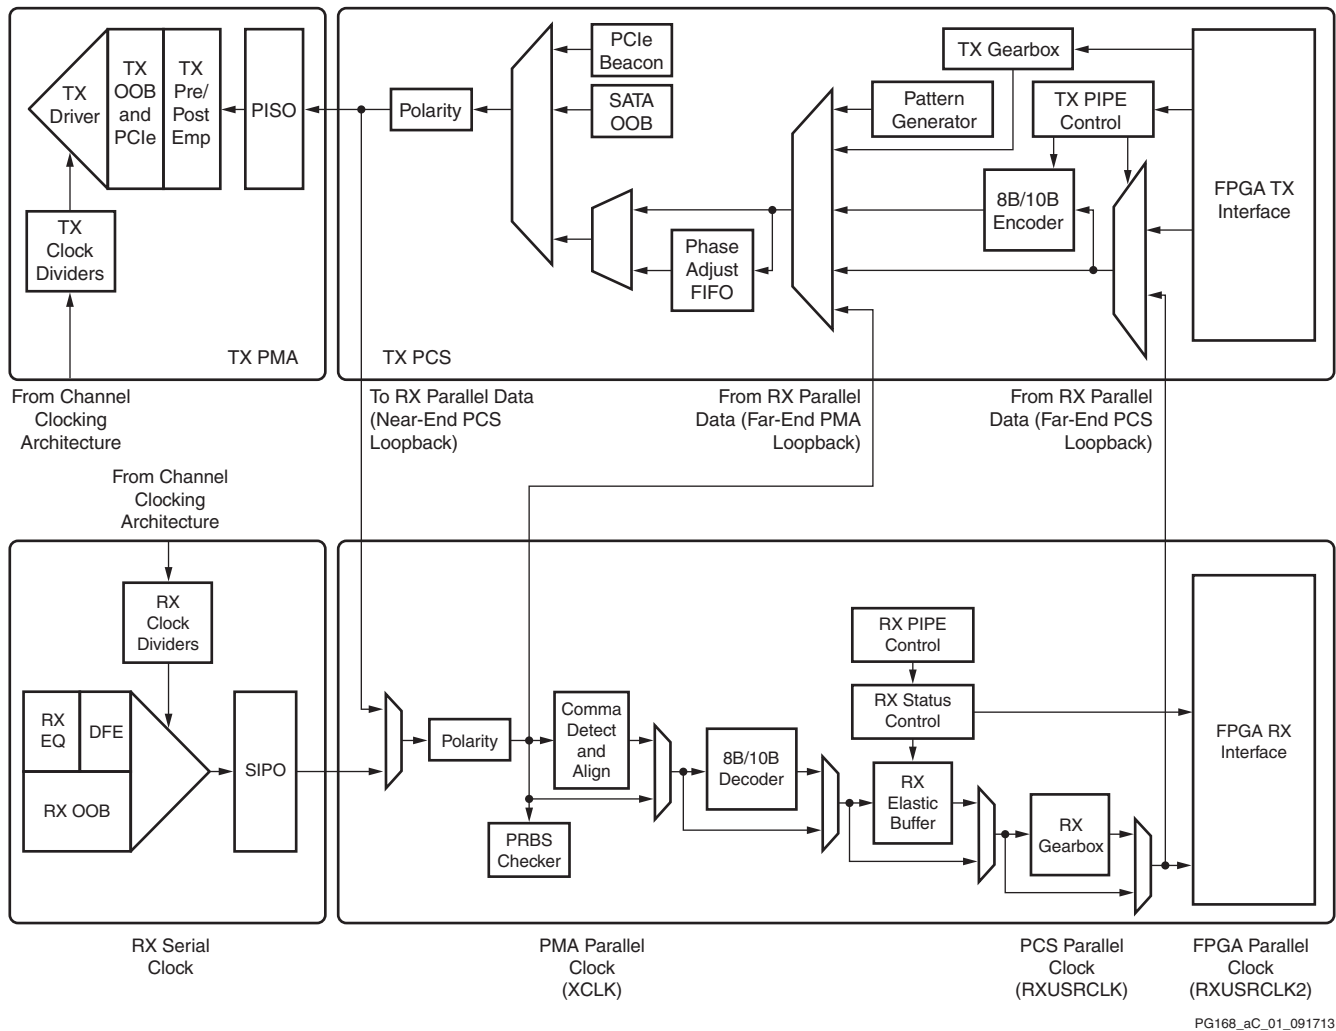 TX
Driver
TX
OOB
and
PCIe
TX
Pre/
Post
Emp
PISO
TX
Clock
Dividers
TX PMA
Polarity
PCIe
Beacon
SATA
OOB
Phase
Adjust
FIFO
TX Gearbox
Pattern
Generator
TX PIPE
Control
8B/10B
Encoder
FPGA TX
Interface
TX PCS
From Channel
Clocking
Architecture
To RX Parallel Data
(Near-End PCS
Loopback)
From RX Parallel
Data (Far-End PMA
Loopback)
From RX Parallel
Data (Far-End PCS
Loopback)
From Channel
Clocking
Architecture
RX
Clock
Dividers
RX
EQ
DFE
RX OOB
SIPO
Polarity
Comma
Detect
and
Align
PRBS
Checker
8B/10B
Decoder
RX PIPE
Control
RX Status
Control
RX
Elastic
Buffer
RX
Gearbox
FPGA RX
Interface
RX Serial
Clock
PMA Parallel
Clock
(XCLK)
PCS Parallel
Clock
(RXUSRCLK)
FPGA Parallel
Clock
(RXUSRCLK2)
PG168_aC_01_091713